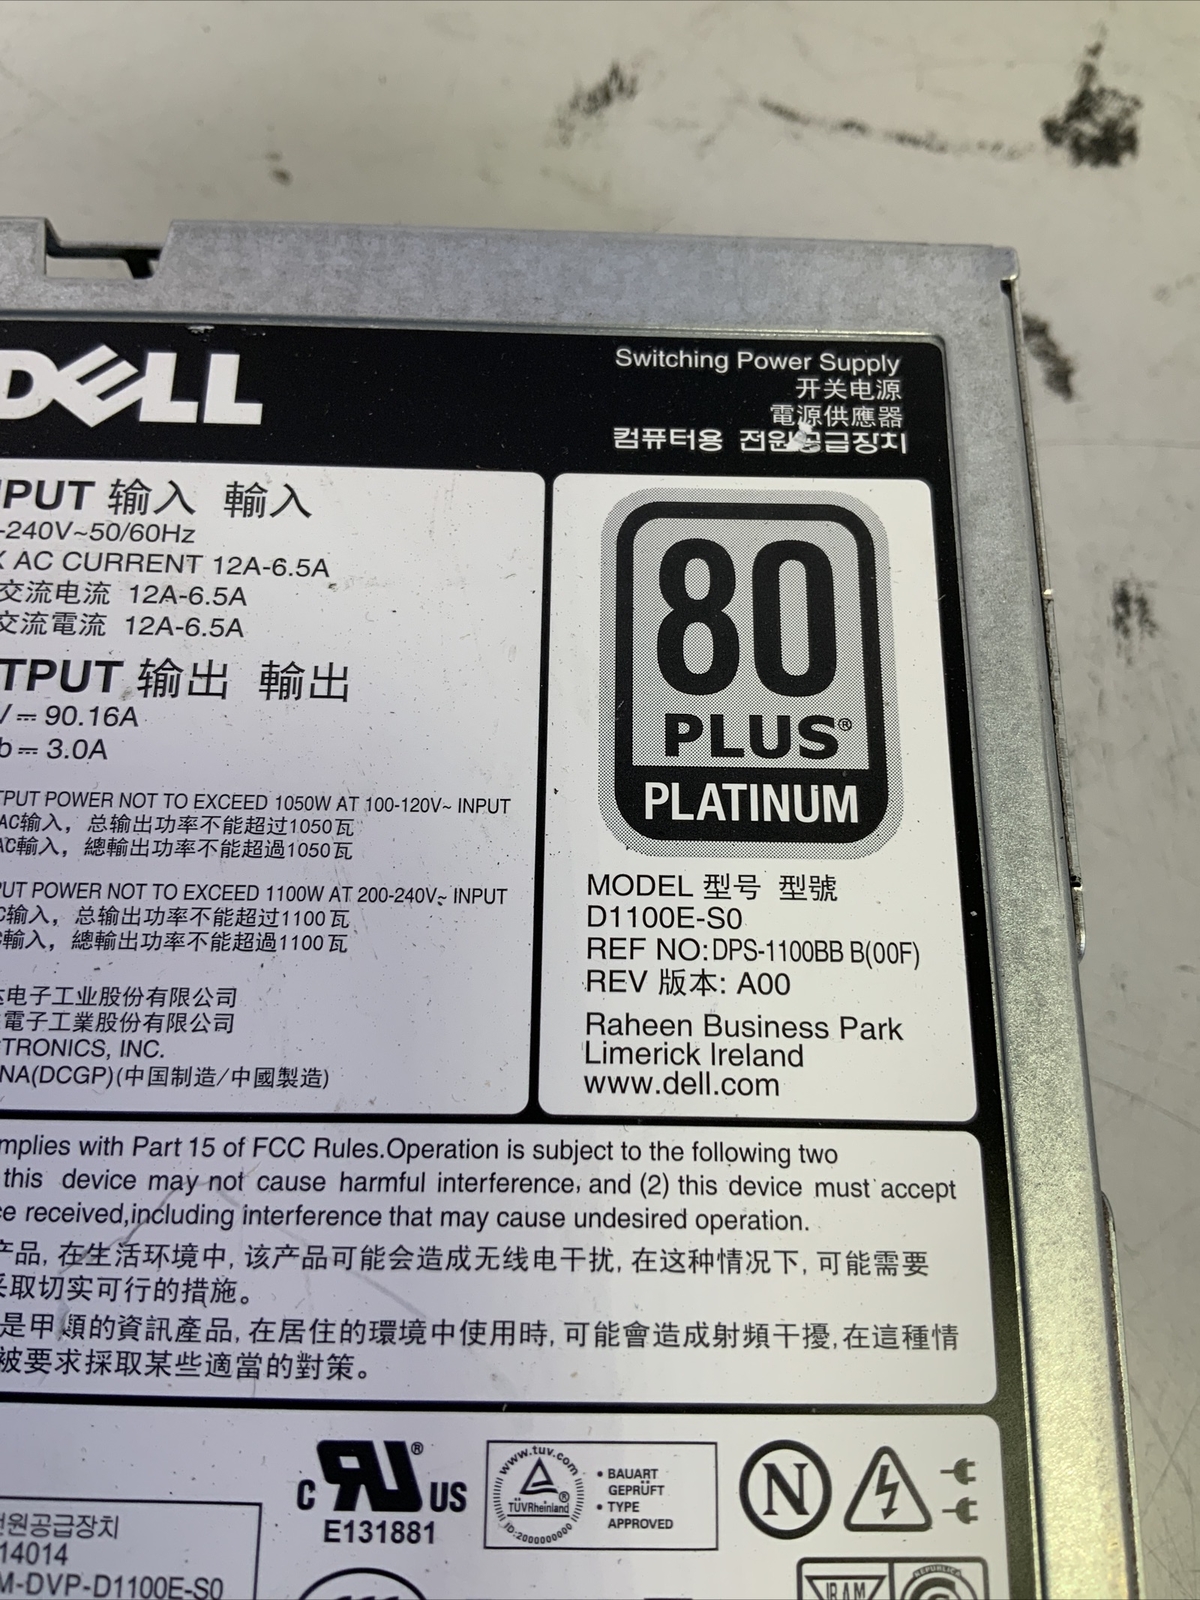 DELL
Switching Power Supply
开关电源
電源供應器
컴퓨터용 전원공급장치
PUT 输入 輸入
-240V~50/60Hz
AC CURRENT 12A-6.5A
交流电流 12A-6.5A
交流電流 12A-6.5A
TPUT 输出 輸出
90.16A
3.0A
TPUT POWER NOT TO EXCEED 1050W AT 100-120V~ INPUT
AC输入, 总输出功率不能超过1050瓦
AC輸入, 總輸出功率不能超過1050瓦
PUT POWER NOT TO EXCEED 1100W AT 200-240V~ INPUT
C输入, 总输出功率不能超过1100瓦
輸入, 總輸出功率不能超過1100瓦
电子工业股份有限公司
電子工業股份有限公司
TRONICS, INC.
NA(DCGP)(中国制造/中國製造)
80
PLUS®
PLATINUM
MODEL 型号 型號
D1100E-S0
REF NO:DPS-1100BB B(00F)
REV 版本: A00
Raheen Business Park
Limerick Ireland
www.dell.com
mplies with Part 15 of FCC Rules.Operation is subject to the following two
this device may not cause harmful interference, and (2) this device must accept
ce received,including interference that may cause undesired operation.
产品, 在生活环境中, 该产品可能会造成无线电干扰, 在这种情况下, 可能需要
采取切实可行的措施。
是甲類的資訊產品, 在居住的環境中使用時, 可能會造成射頻干擾, 在這種情
被要求採取某些適當的對策。
전원공급장치
14014
M-DVP-D1100E-S0
C RU® US
E131881
www.tuv.com
TÜVRheinland®
ID:2000000000
• BAUART
GEPRÜFT
• TYPE
APPROVED
N
IRAM
REPUBLICA